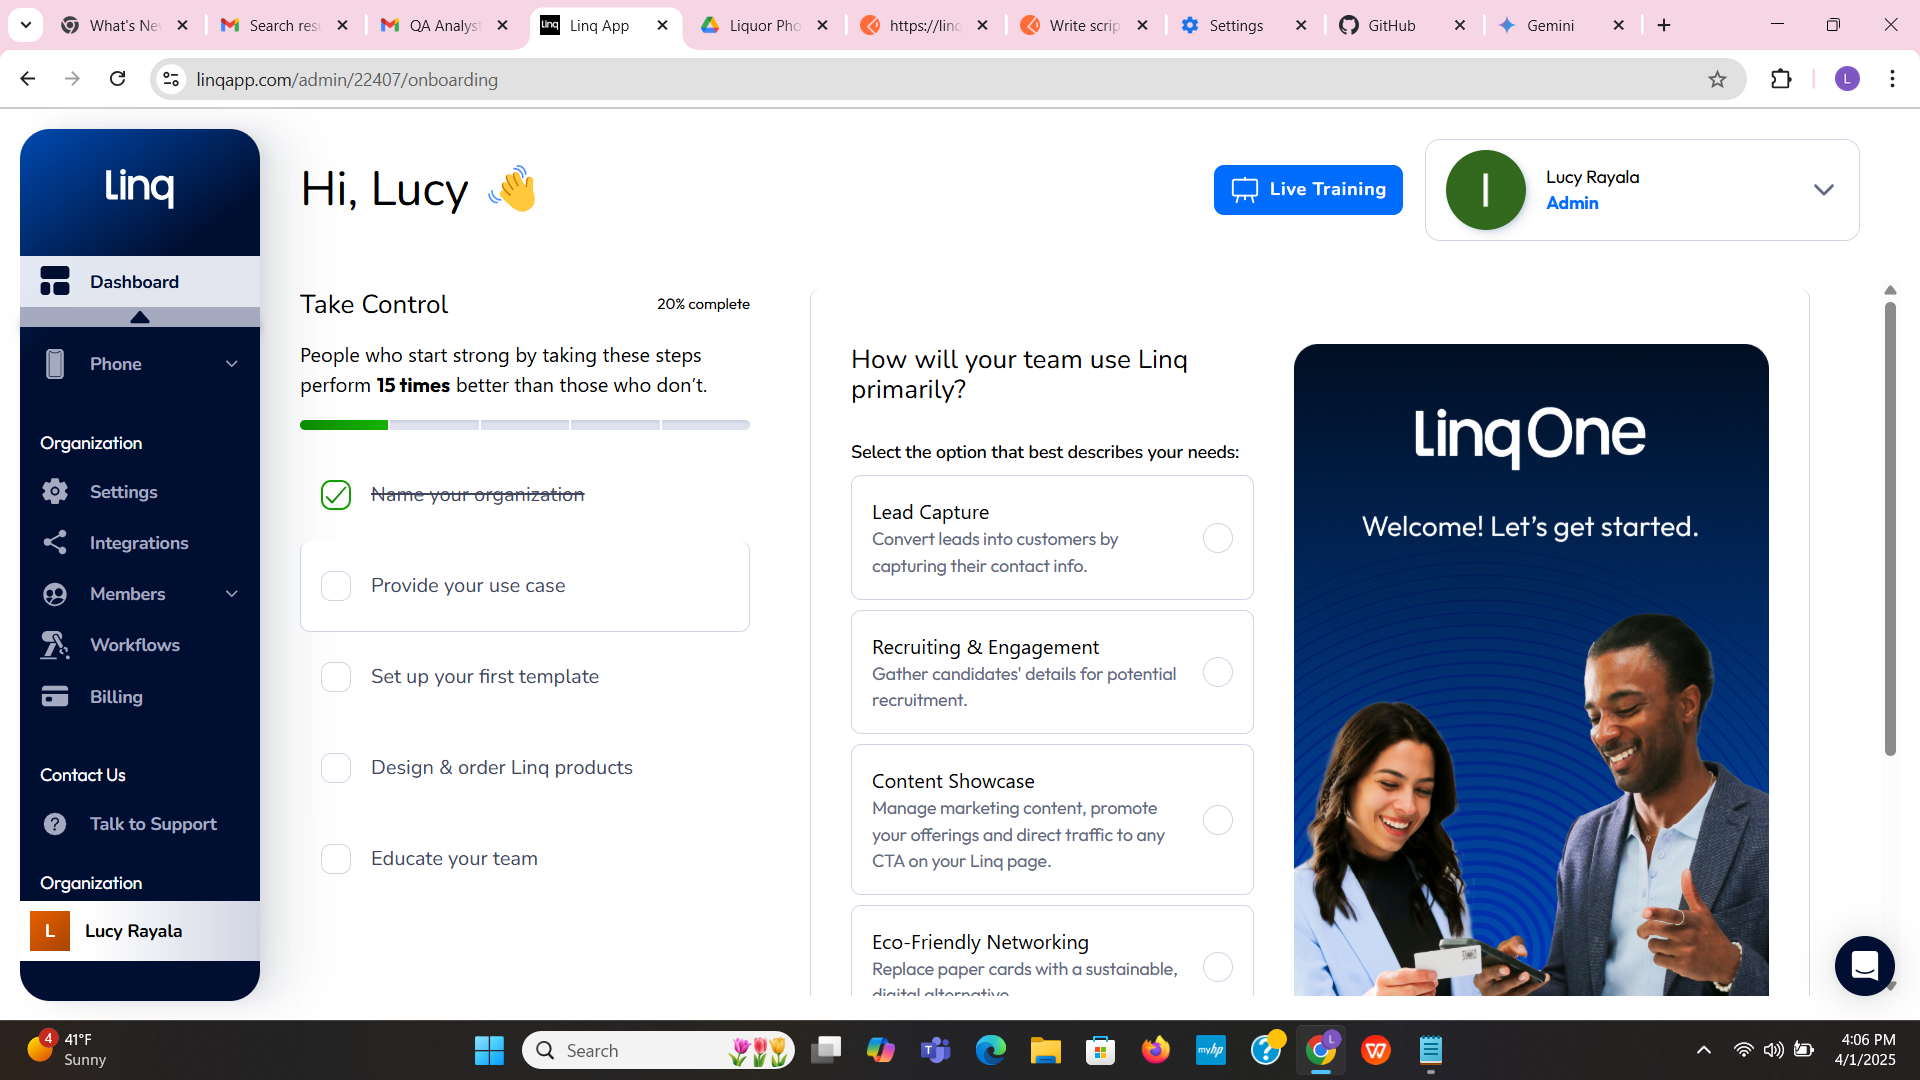 What's Ne
Search res
QA Analyst
Linq App
Liquor Pho
https://linq
Write scrip
Settings
GitHub
Gemini
linqapp.com/admin/22407/onboarding
L
Linq
Dashboard
Phone
Organization
Settings
Integrations
Members
Workflows
Billing
Contact Us
Talk to Support
Organization
L
Lucy Rayala
Hi, Lucy
Live Training
l
Lucy Rayala
Admin
Take Control
20% complete
People who start strong by taking these steps
perform 15 times better than those who don't.
Name your organization
Provide your use case
Set up your first template
Design & order Linq products
Educate your team
How will your team use Linq
primarily?
Select the option that best describes your needs:
Lead Capture
Convert leads into customers by
capturing their contact info.
Recruiting & Engagement
Gather candidates' details for potential
recruitment.
Content Showcase
Manage marketing content, promote
your offerings and direct traffic to any
CTA on your Linq page.
Eco-Friendly Networking
Replace paper cards with a sustainable,
digital alternative
Linq One
Welcome! Let's get started.
4
41°F
Sunny
Search
4:06 PM
4/1/2025